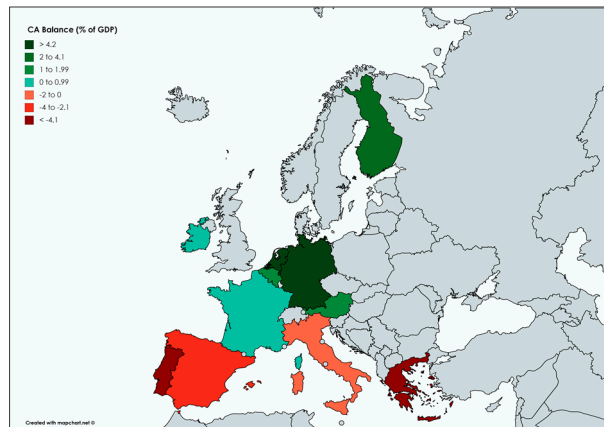 CA Balance (% of GDP)
> 4.2
2 to 4.1
1 to 1.99
0 to 0.99
-2 to 0
-4 to -2.1
< -4.1
Created with mapchart.net ©